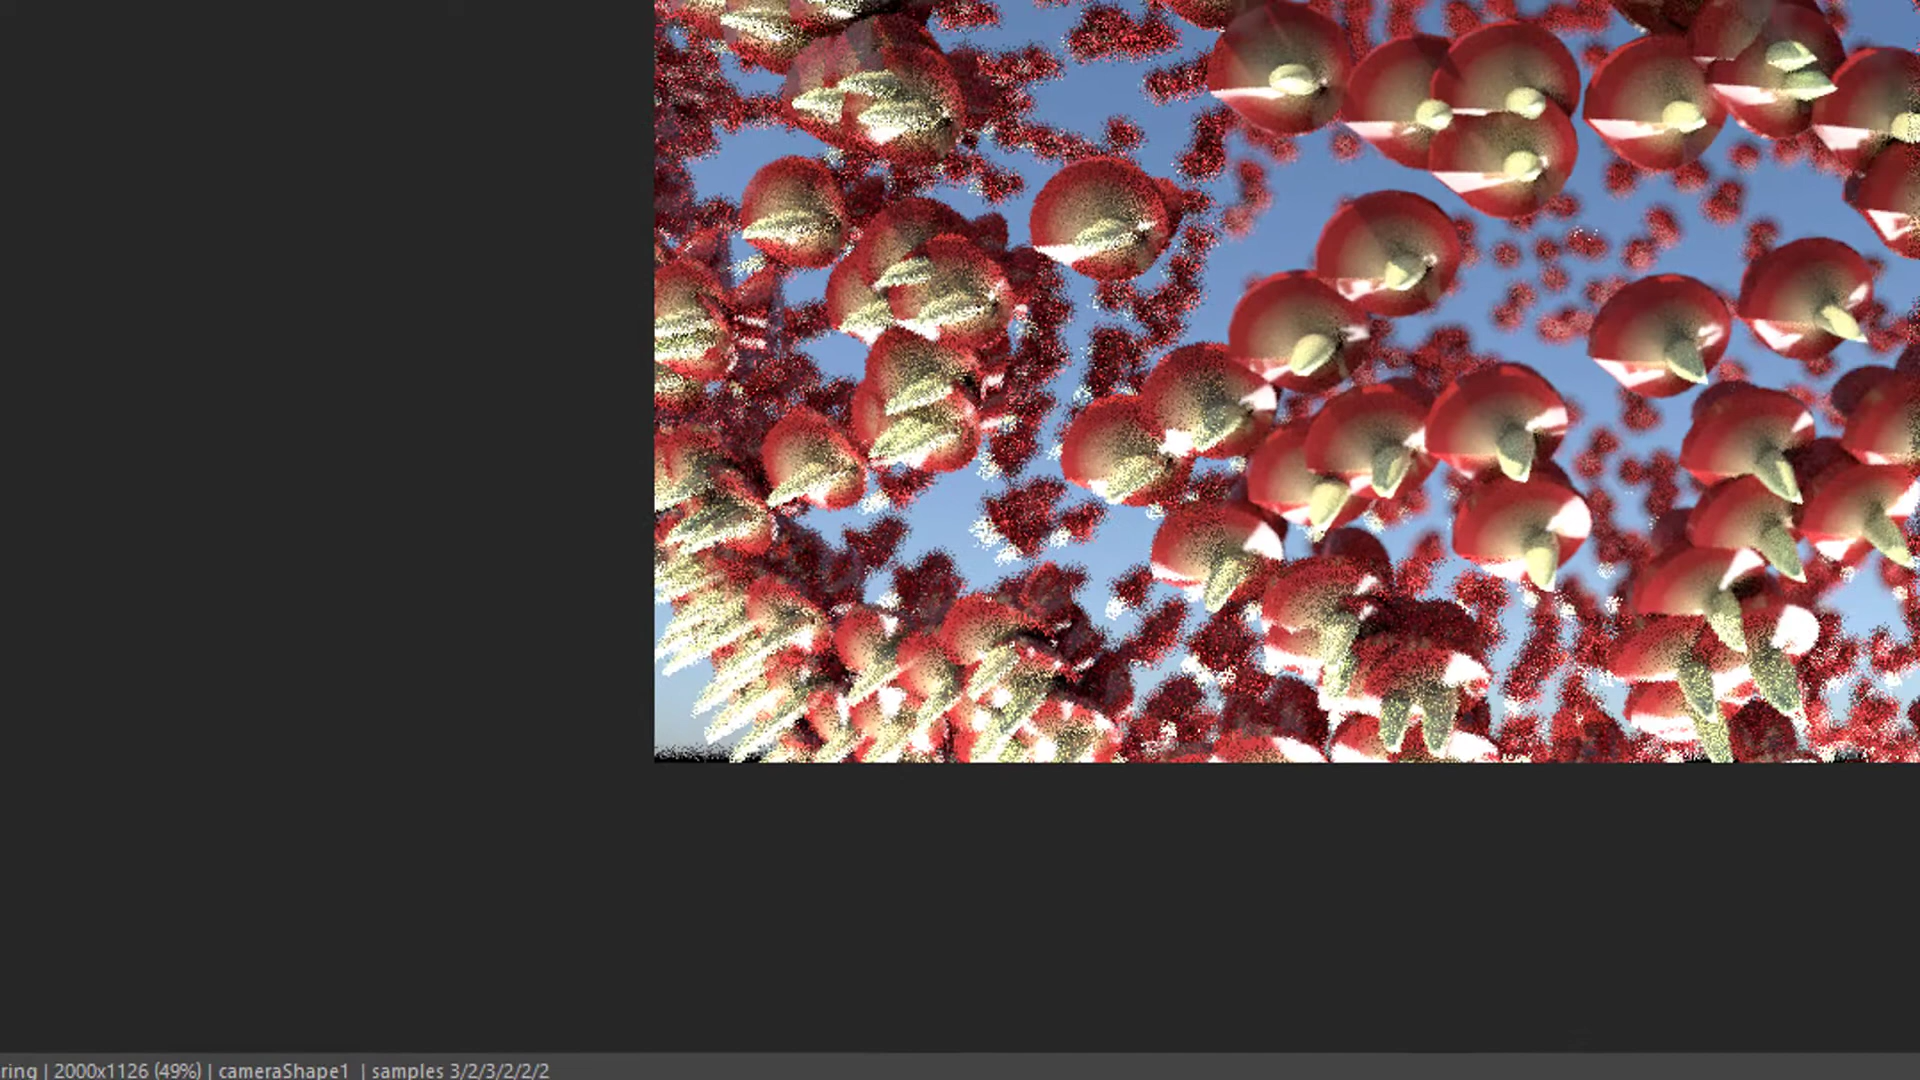 ring | 2000x1126 (49%) | cameraShape1 | samples 3/2/3/2/2/2